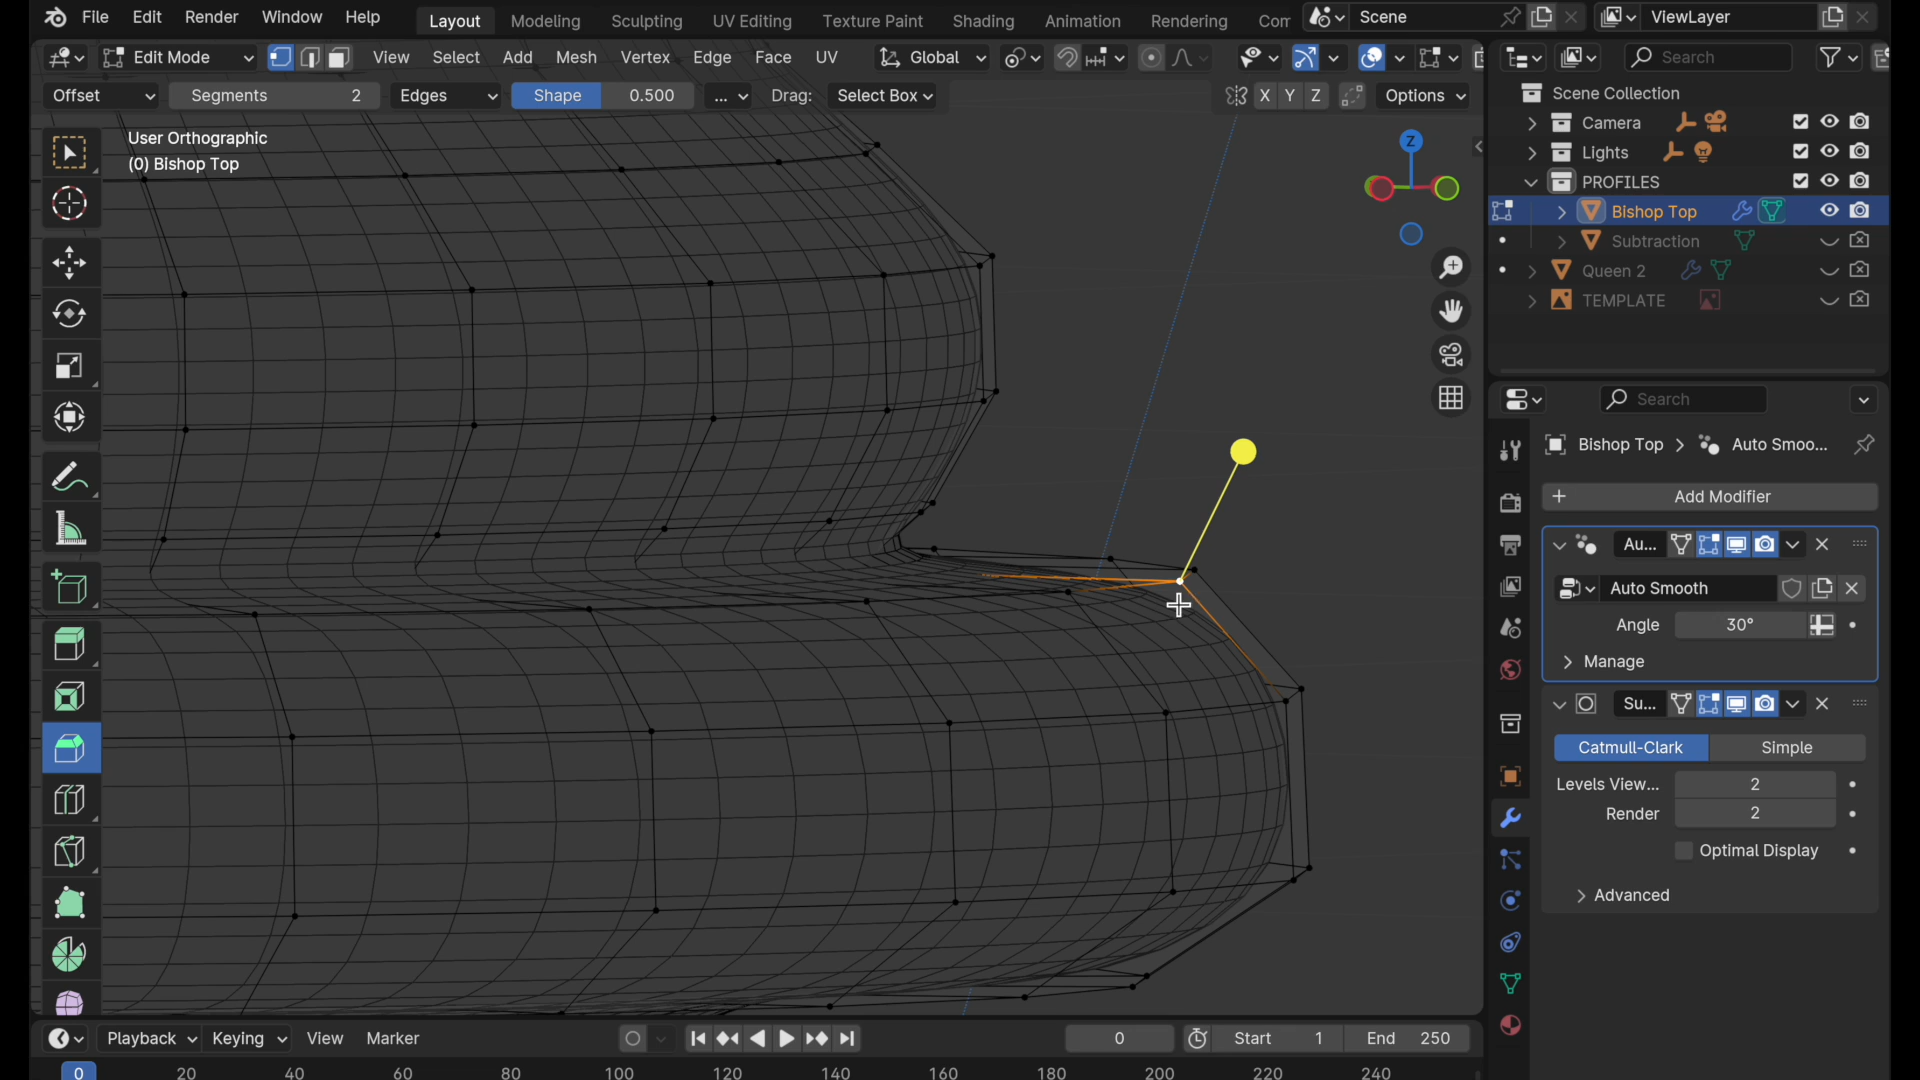 File Edit Render Window Help Layout Modeling Sculpting UV Editing Texture Paint Shading Animation Rendering Con Scene ViewLayer
Edit Mode View Select Add Mesh Vertex Edge Face UV Global Search
Offset Segments 2 Edges Shape 0.500 ... Drag: Select Box X Y Z Options
User Orthographic
(0) Bishop Top
Z
Scene Collection
Camera
Lights
PROFILES
Bishop Top
Subtraction
Queen 2
TEMPLATE
Search
Bishop Top > Auto Smoo...
+ Add Modifier
Au...
Auto Smooth
Angle 30°
Manage
Su...
Catmull-Clark Simple
Levels View... 2
Render 2
Optimal Display
Advanced
Playback Keying View Marker 0 Start 1 End 250
0 20 40 60 80 100 120 140 160 180 200 220 240